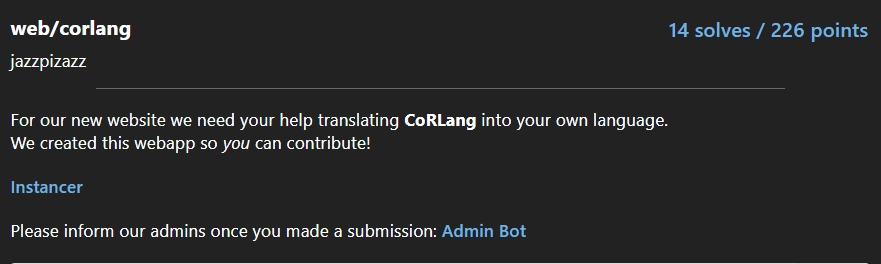 web/corlang
14 solves / 226 points
jazzpizazz
For our new website we need your help translating CoRLang into your own language.
We created this webapp so you can contribute!
Instancer
Please inform our admins once you made a submission: Admin Bot